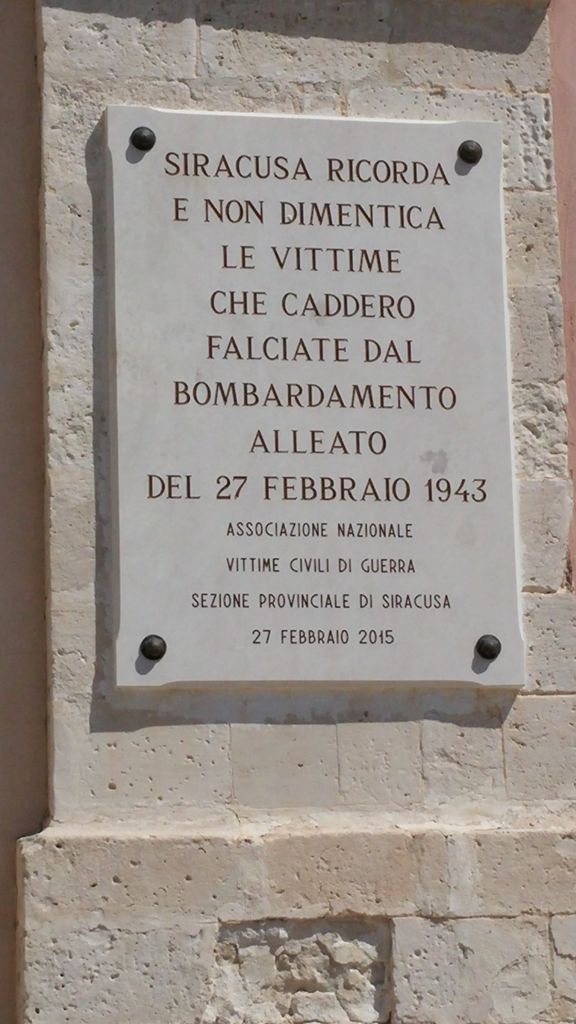 SIRACUSA RICORDA
E NON DIMENTICA
LE VITTIME
CHE CADDERO
FALCIATE DAL
BOMBARDAMENTO
ALLEATO
DEL 27 FEBBRAIO 1943
ASSOCIAZIONE NAZIONALE
VITTIME CIVILI DI GUERRA
SEZIONE PROVINCIALE DI SIRACUSA
27 FEBBRAIO 2015